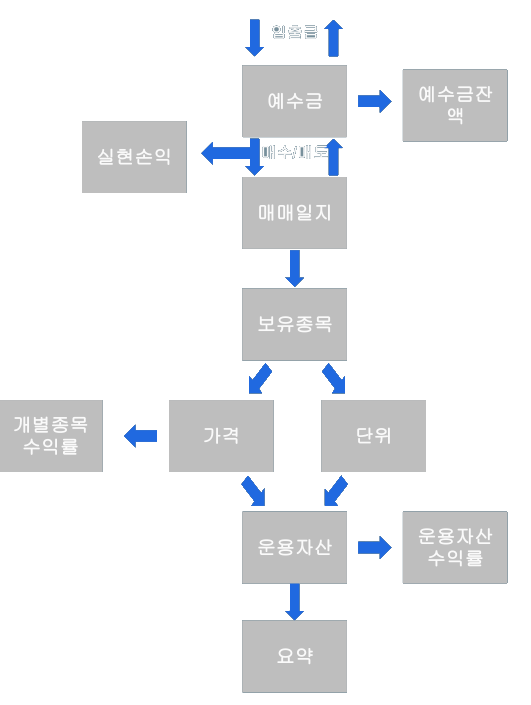 입출금
예수금
예수금잔
액
매수/매도
실현손익
매매일지
보유종목
개별종목
수익률
가격
단위
운용자산
운용자산
수익률
요약